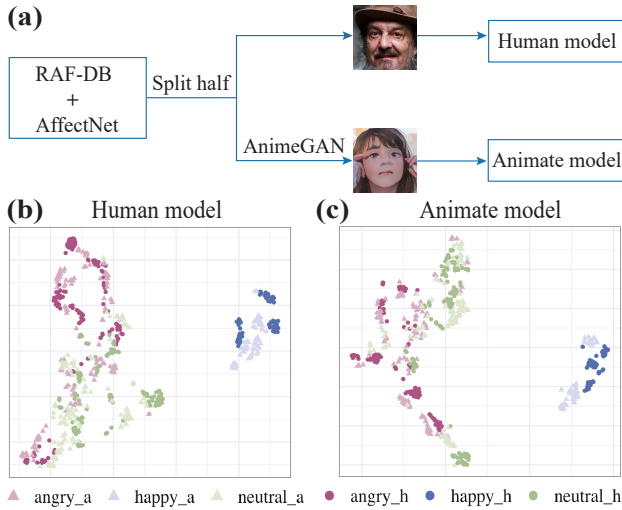 (a)
RAF-DB
+
AffectNet
Split half
AnimeGAN
Human model
Animate model
(b)
Human model
(c)
Animate model
angry_a
happy_a
neutral_a
angry_h
happy_h
neutral_h